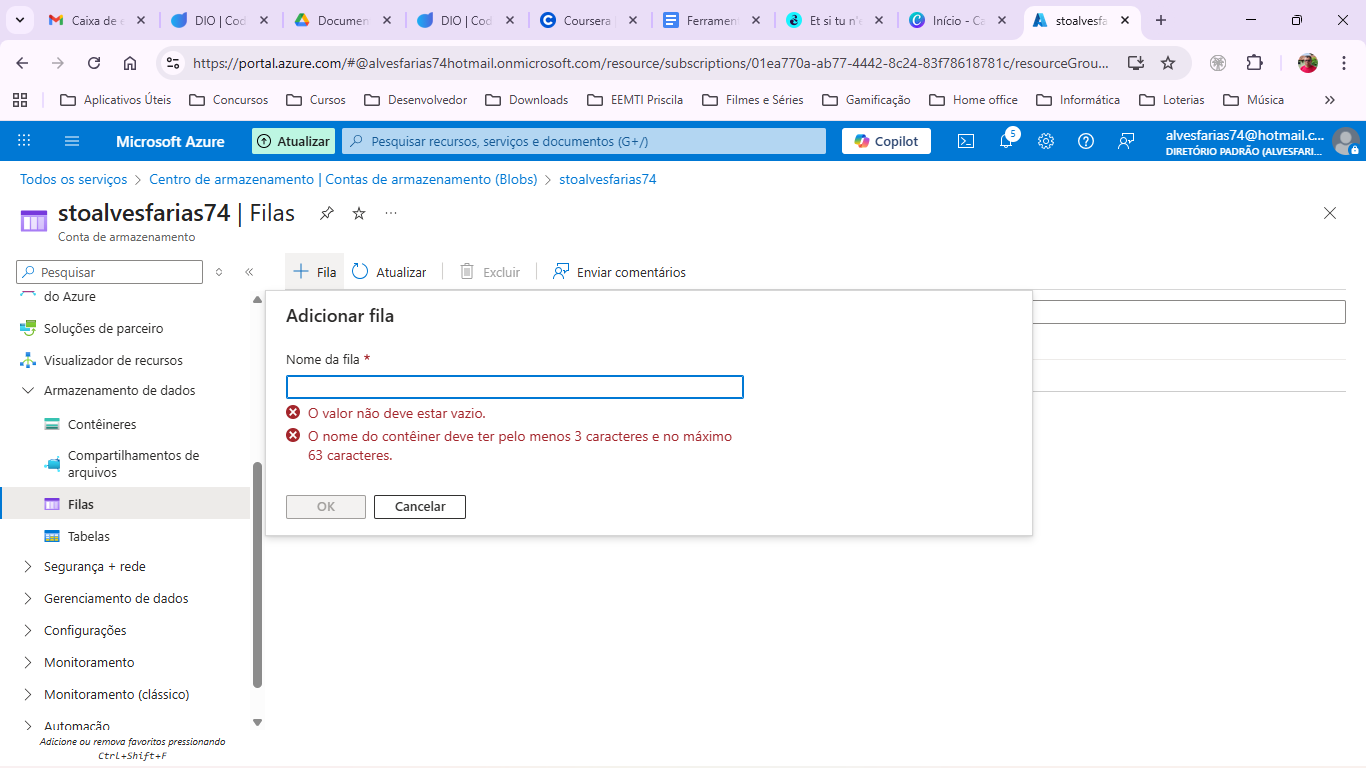 Caixa de e
DIO | Cod
Documen
DIO | Cod
Coursera
Ferrament
Et si tu n'e
Início - Ca
stoalvesfa
https://portal.azure.com/#@alvesfarias74hotmail.onmicrosoft.com/resource/subscriptions/01ea770a-ab77-4442-8c24-83f78618781c/resourceGrou...
Aplicativos Úteis
Concursos
Cursos
Desenvolvedor
Downloads
EEMTI Priscila
Filmes e Séries
Gamificação
Home office
Informática
Loterias
Música
Microsoft Azure
Atualizar
Pesquisar recursos, serviços e documentos (G+/)
Copilot
5
alvesfarias74@hotmail.c...
DIRETÓRIO PADRÃO (ALVESFARI...
Todos os serviços > Centro de armazenamento | Contas de armazenamento (Blobs) > stoalvesfarias74
stoalvesfarias74 | Filas
Conta de armazenamento
Pesquisar
Fila
Atualizar
Excluir
Enviar comentários
do Azure
Soluções de parceiro
Visualizador de recursos
Armazenamento de dados
Contêineres
Compartilhamentos de
arquivos
Filas
Tabelas
Segurança + rede
Gerenciamento de dados
Configurações
Monitoramento
Monitoramento (clássico)
Automação
Adicione ou remova favoritos pressionando
Ctrl+Shift+F
Adicionar fila
Nome da fila *
O valor não deve estar vazio.
O nome do contêiner deve ter pelo menos 3 caracteres e no máximo
63 caracteres.
OK
Cancelar